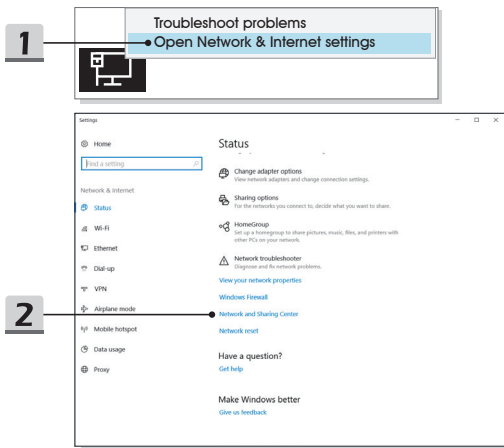 Troubleshoot problems
1
Open Network & Internet settings
Settings
Home
Find a setting
Network & Internet
Status
Wi-Fi
Ethernet
Dial-up
VPN
Airplane mode
Mobile hotspot
Data usage
Proxy
Status
Change adapter options
View network adapters and change connection settings.
Sharing options
For the networks you connect to, decide what you want to share.
HomeGroup
Set up a homegroup to share pictures, music, files, and printers with
other PCs on your network.
Network troubleshooter
Diagnose and fix network problems.
View your network properties
Windows Firewall
2
Network and Sharing Center
Network reset
Have a question?
Get help
Make Windows better
Give us feedback